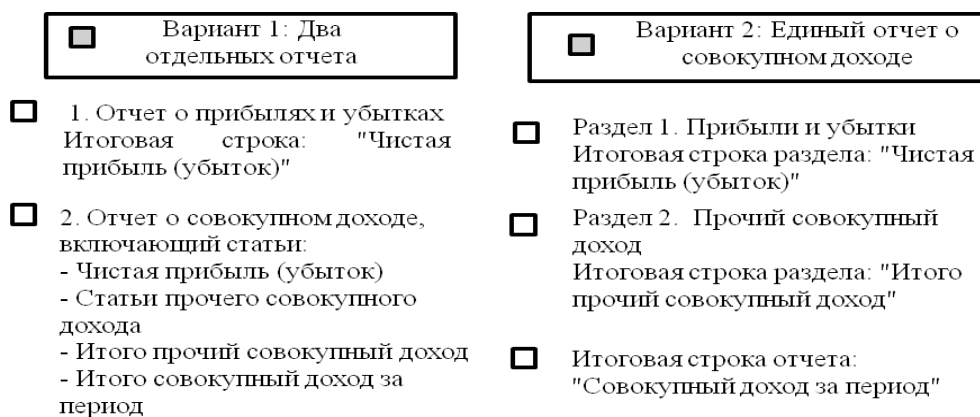 Вариант 1: Два
отдельных отчета
1. Отчет о прибылях и убытках
Итоговая строка: "Чистая
прибыль (убыток)"
2. Отчет о совокупном доходе,
включающий статьи:
- Чистая прибыль (убыток)
- Статьи прочего совокупного
дохода
- Итого прочий совокупный доход
- Итого совокупный доход за
период
Вариант 2: Единый отчет о
совокупном доходе
Раздел 1. Прибыли и убытки
Итоговая строка раздела: "Чистая
прибыль (убыток)"
Раздел 2. Прочий совокупный
доход
Итоговая строка раздела: "Итого
прочий совокупный доход"
Итоговая строка отчета:
"Совокупный доход за период"